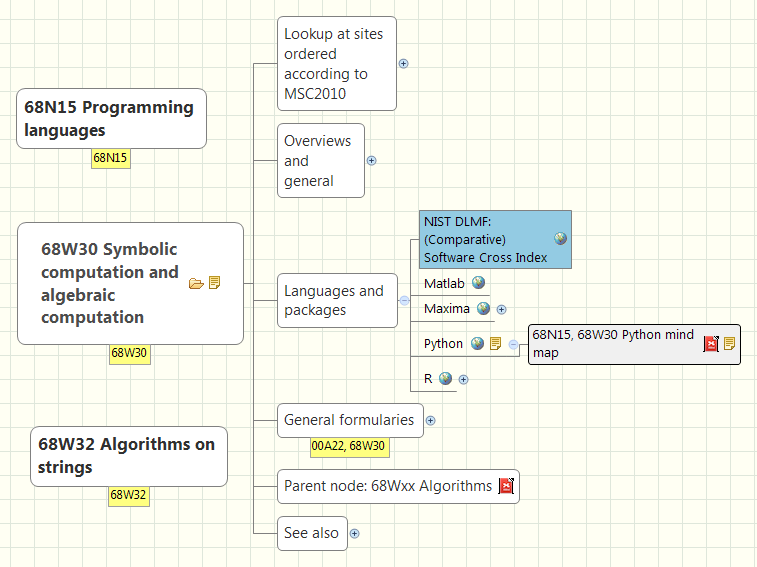 68N15 Programming
languages
68N15
68W30 Symbolic
computation and
algebraic
computation
68W30
68W32 Algorithms on
strings
68W32
Lookup at sites
ordered
according to
MSC2010
Overviews
and
general
Languages and
packages
NIST DLMF:
(Comparative)
Software Cross Index
Matlab
Maxima
Python
68N15, 68W30 Python mind
map
R
General formularies
00A22, 68W30
Parent node: 68Wxx Algorithms
See also